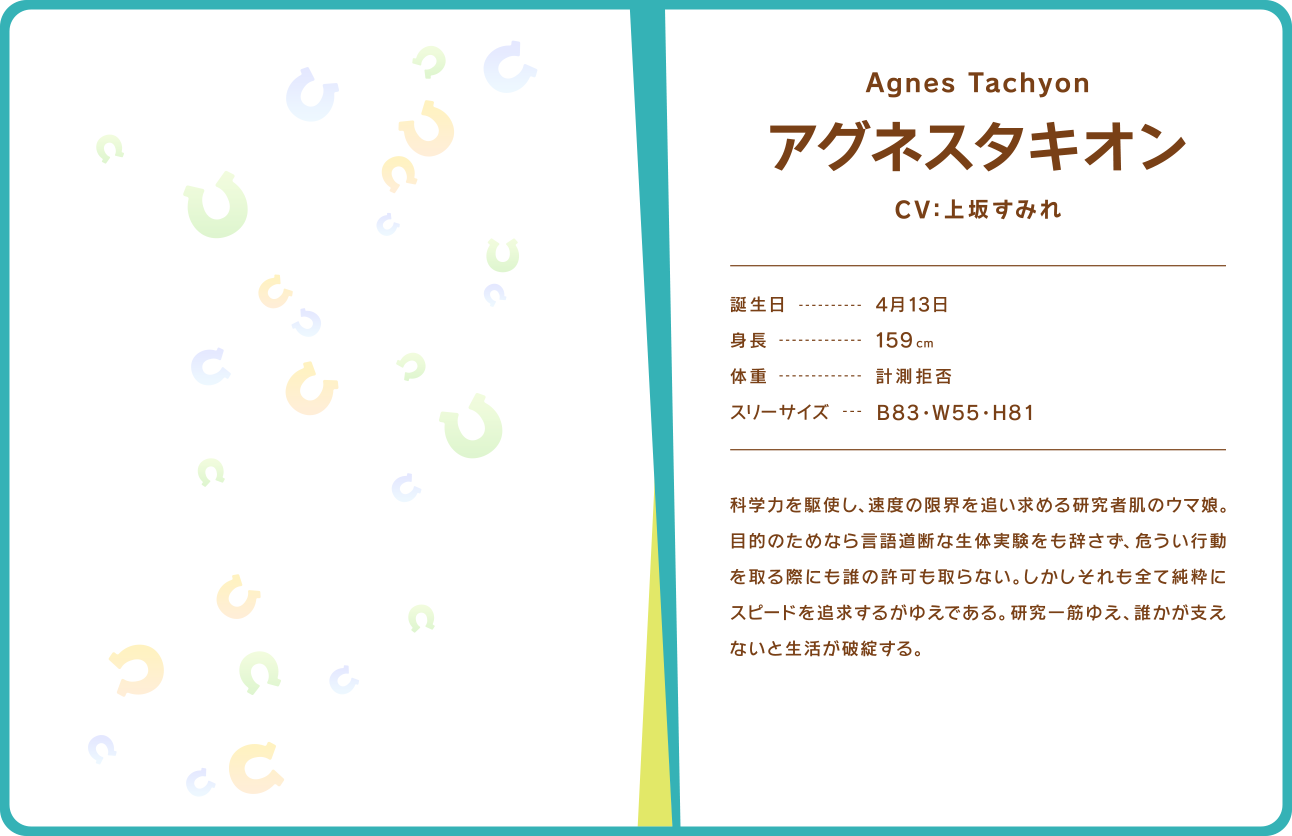 Agnes Tachyon
アグネスタキオン
CV:上坂すみれ
誕生日 ---------- 4月13日
身長 ------------- 159cm
体重 ------------- 計測拒否
スリーサイズ --- B83・W55・H81
科学力を駆使し、速度の限界を追い求める研究者肌のウマ娘。
目的のためなら言語道断な生体実験をも辞さず、危うい行動
を取る際にも誰の許可も取らない。しかしそれも全て純粋に
スピードを追求するがゆえである。研究一筋ゆえ、誰かが支え
ないと生活が破綻する。